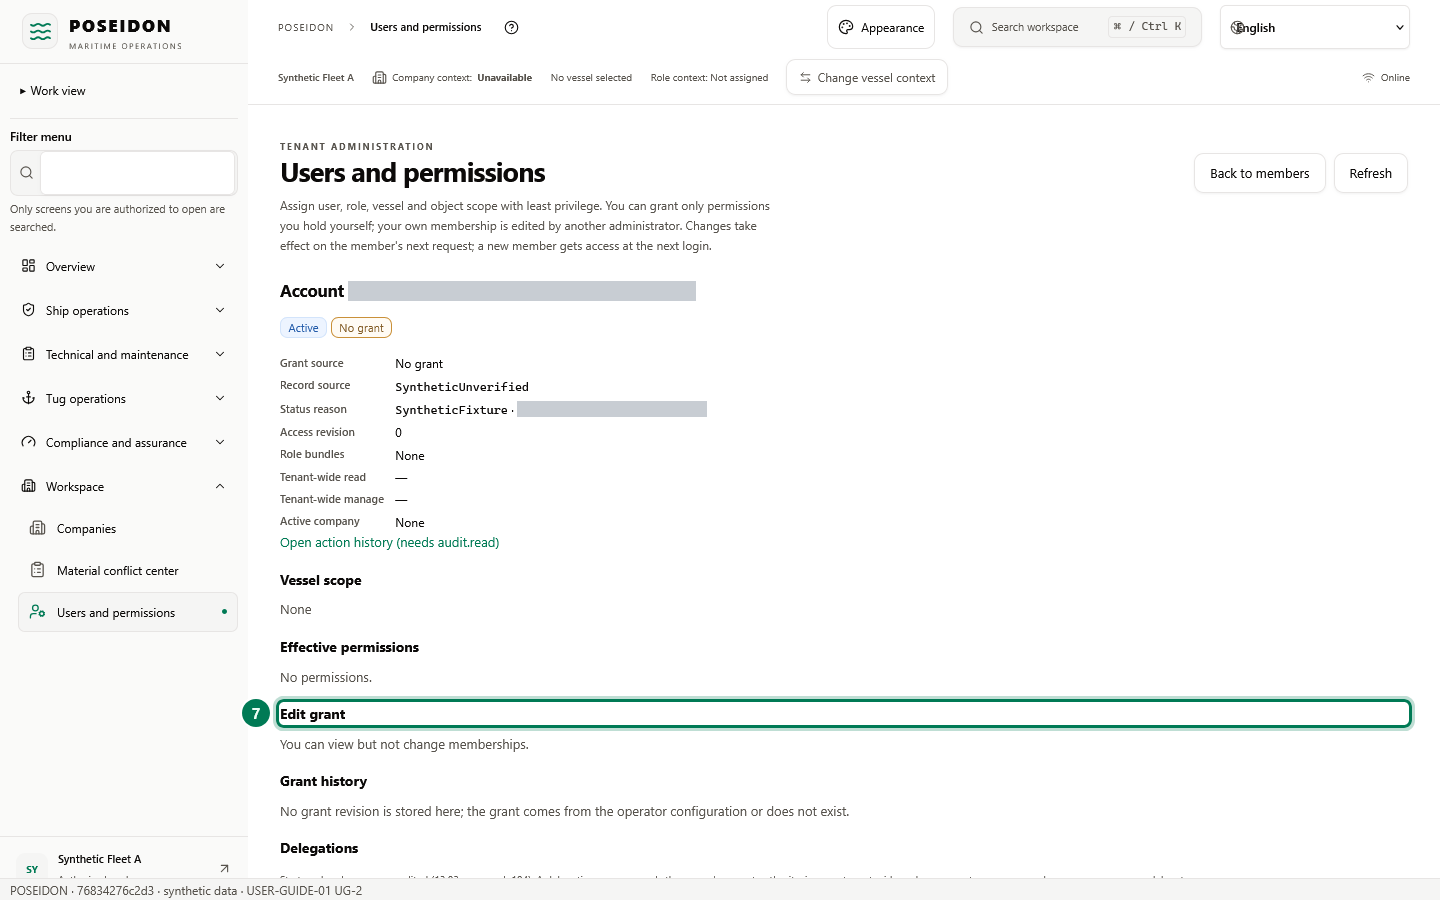 POSEIDON
MARITIME OPERATIONS
POSEIDON
Users and permissions
Appearance
Search workspace
⌘ / Ctrl K
English
Synthetic Fleet A
Company context: Unavailable
No vessel selected
Role context: Not assigned
Change vessel context
Online
Work view
Filter menu
Only screens you are authorized to open are
searched.
Overview
Ship operations
Technical and maintenance
Tug operations
Compliance and assurance
Workspace
Companies
Material conflict center
Users and permissions
SY
Synthetic Fleet A
TENANT ADMINISTRATION
Users and permissions
Back to members
Refresh
Assign user, role, vessel and object scope with least privilege. You can grant only permissions
you hold yourself; your own membership is edited by another administrator. Changes take
effect on the member's next request; a new member gets access at the next login.
Account
Active
No grant
Grant source No grant
Record source SyntheticUnverified
Status reason SyntheticFixture ·
Access revision 0
Role bundles None
Tenant-wide read —
Tenant-wide manage —
Active company None
Open action history (needs audit.read)
Vessel scope
None
Effective permissions
No permissions.
7
Edit grant
You can view but not change memberships.
Grant history
No grant revision is stored here; the grant comes from the operator configuration or does not exist.
Delegations
POSEIDON · 76834276c2d3 · synthetic data · USER-GUIDE-01 UG-2